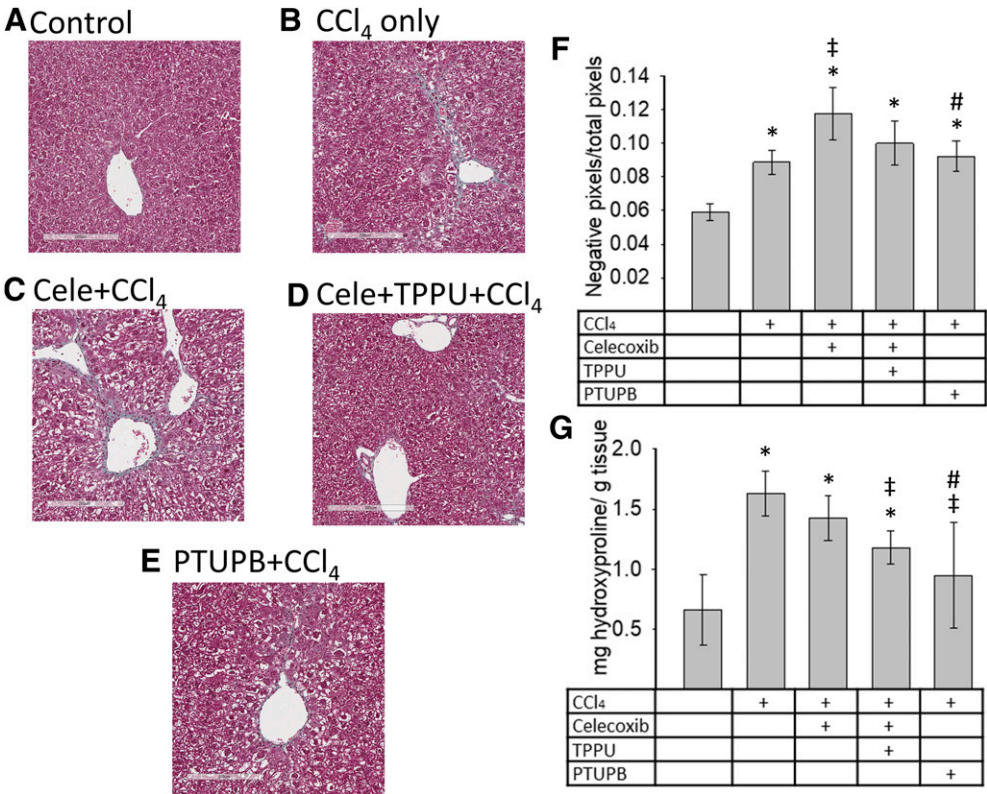 A Control
B CCl₄ only
C Cele+CCl₄
D Cele+TPPU+CCl₄
E PTUPB+CCl₄
F
Negative pixels/total pixels
0.14
0.12
0.10
0.08
0.06
0.04
0.02
*
‡
*
*
#
*
CCl₄ + + + +
Celecoxib + +
TPPU +
PTUPB +
G
mg hydroxyproline/ g tissue
2.0
1.5
1.0
0.5
*
*
‡
*
#
‡
CCl₄ + + + +
Celecoxib + +
TPPU +
PTUPB +